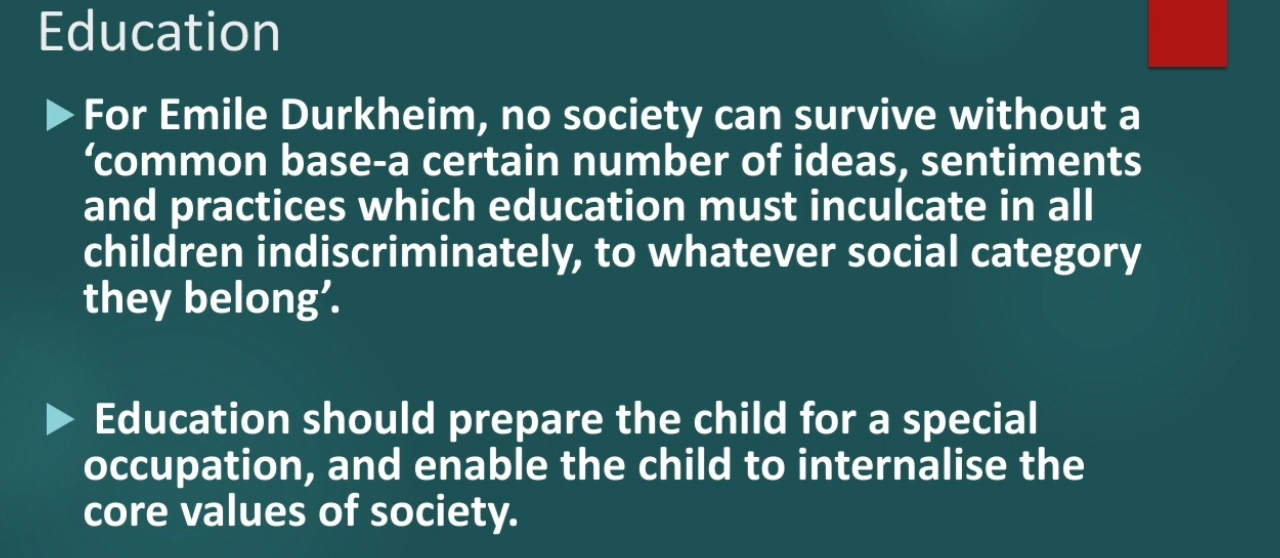 Education
For Emile Durkheim, no society can survive without a
‘common base-a certain number of ideas, sentiments
and practices which education must inculcate in all
children indiscriminately, to whatever social category
they belong’.
Education should prepare the child for a special
occupation, and enable the child to internalise the
core values of society.